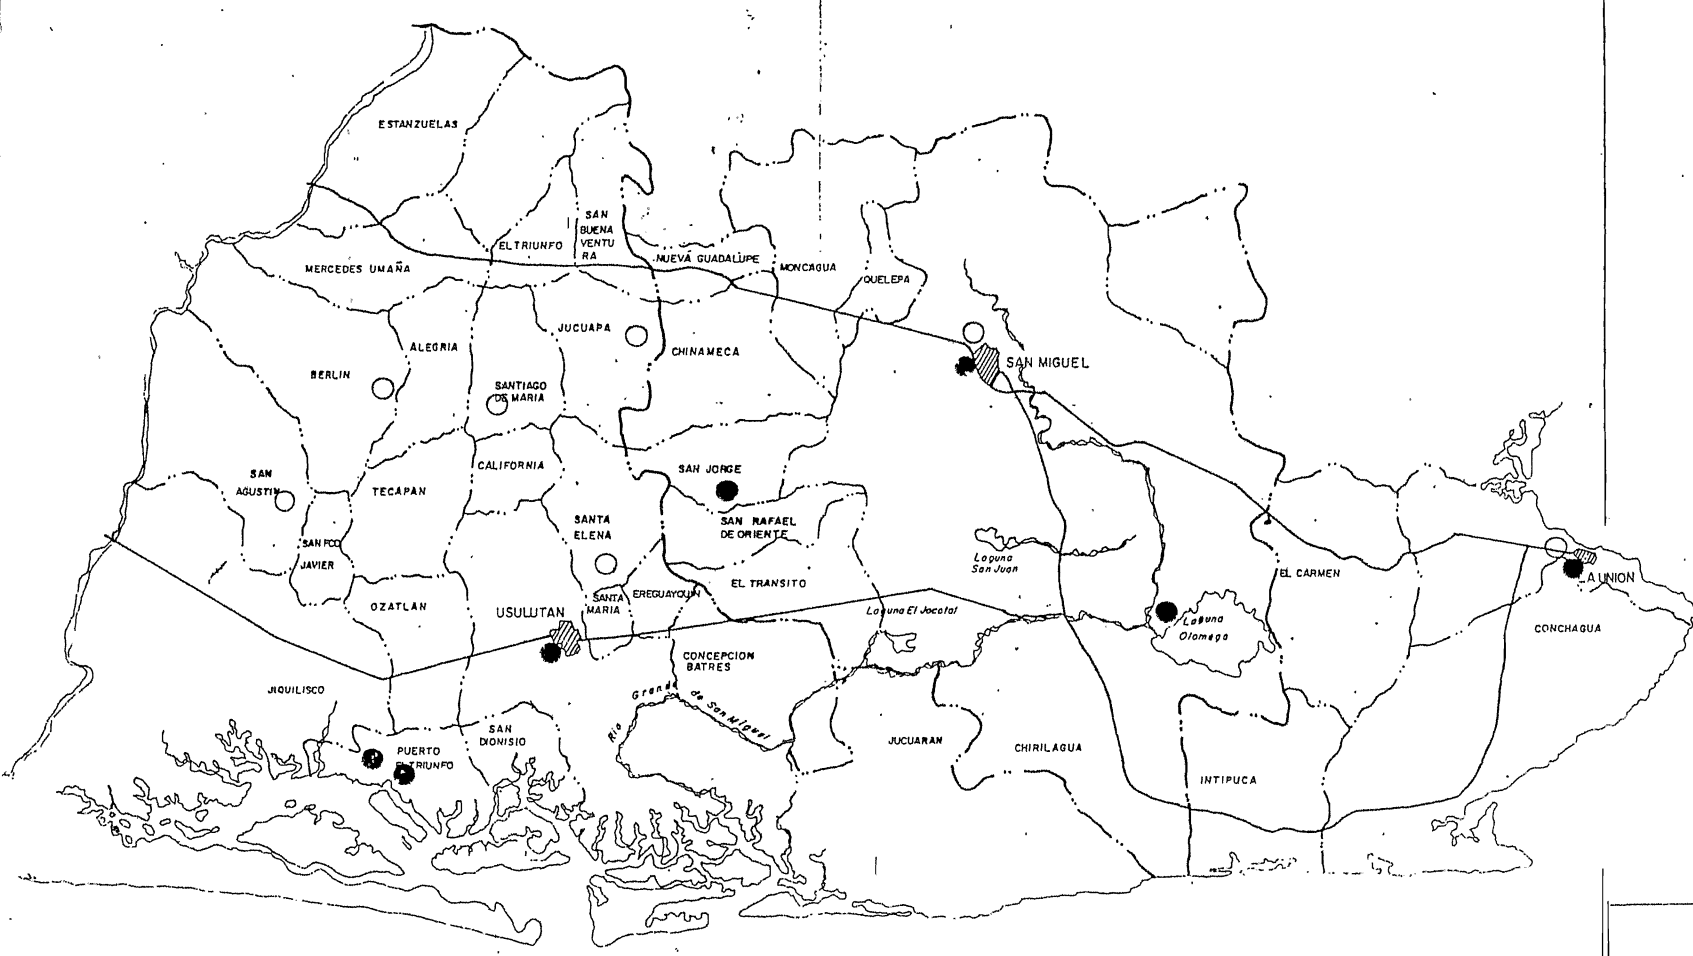 ESTANZUELAS
SAN
BUENA
VENTU
RA
EL TRIUNFO
MERCEDES UMAÑA
NUEVA GUADALUPE
MONCAGUA
QUELEPA
JUCUAPA
ALEGRIA
CHINAMECA
BERLIN
SAN MIGUEL
SANTIAGO
DE MARIA
CALIFORNIA
SAN JORGE
SAN
AGUSTIN
TECAPAN
SANTA
ELENA
SAN RAFAEL
DE ORIENTE
SAN FCO
JAVIER
Laguna
San Juan
EL CARMEN
LA UNION
EL TRANSITO
OZATLAN
USULUTAN
SANTA
MARIA
EREGUAYQUIN
Laguna El Jocotal
Laguna
Olomega
CONCHAGUA
CONCEPCION
BATRES
JIQUILISCO
Rio Grande de San Miguel
SAN
DIONISIO
PUERTO
EL TRIUNFO
JUCUARAN
CHIRILAGUA
INTIPUCA